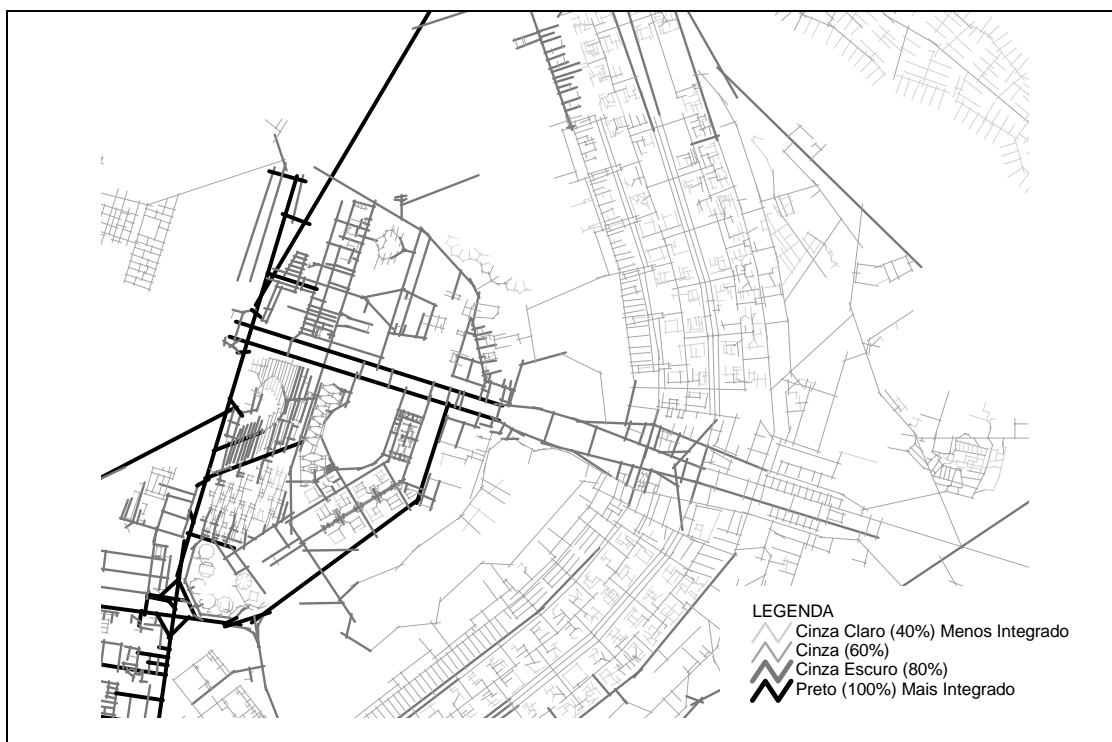 LEGENDA
Cinza Claro (40%) Menos Integrado
Cinza (60%)
Cinza Escuro (80%)
Preto (100%) Mais Integrado